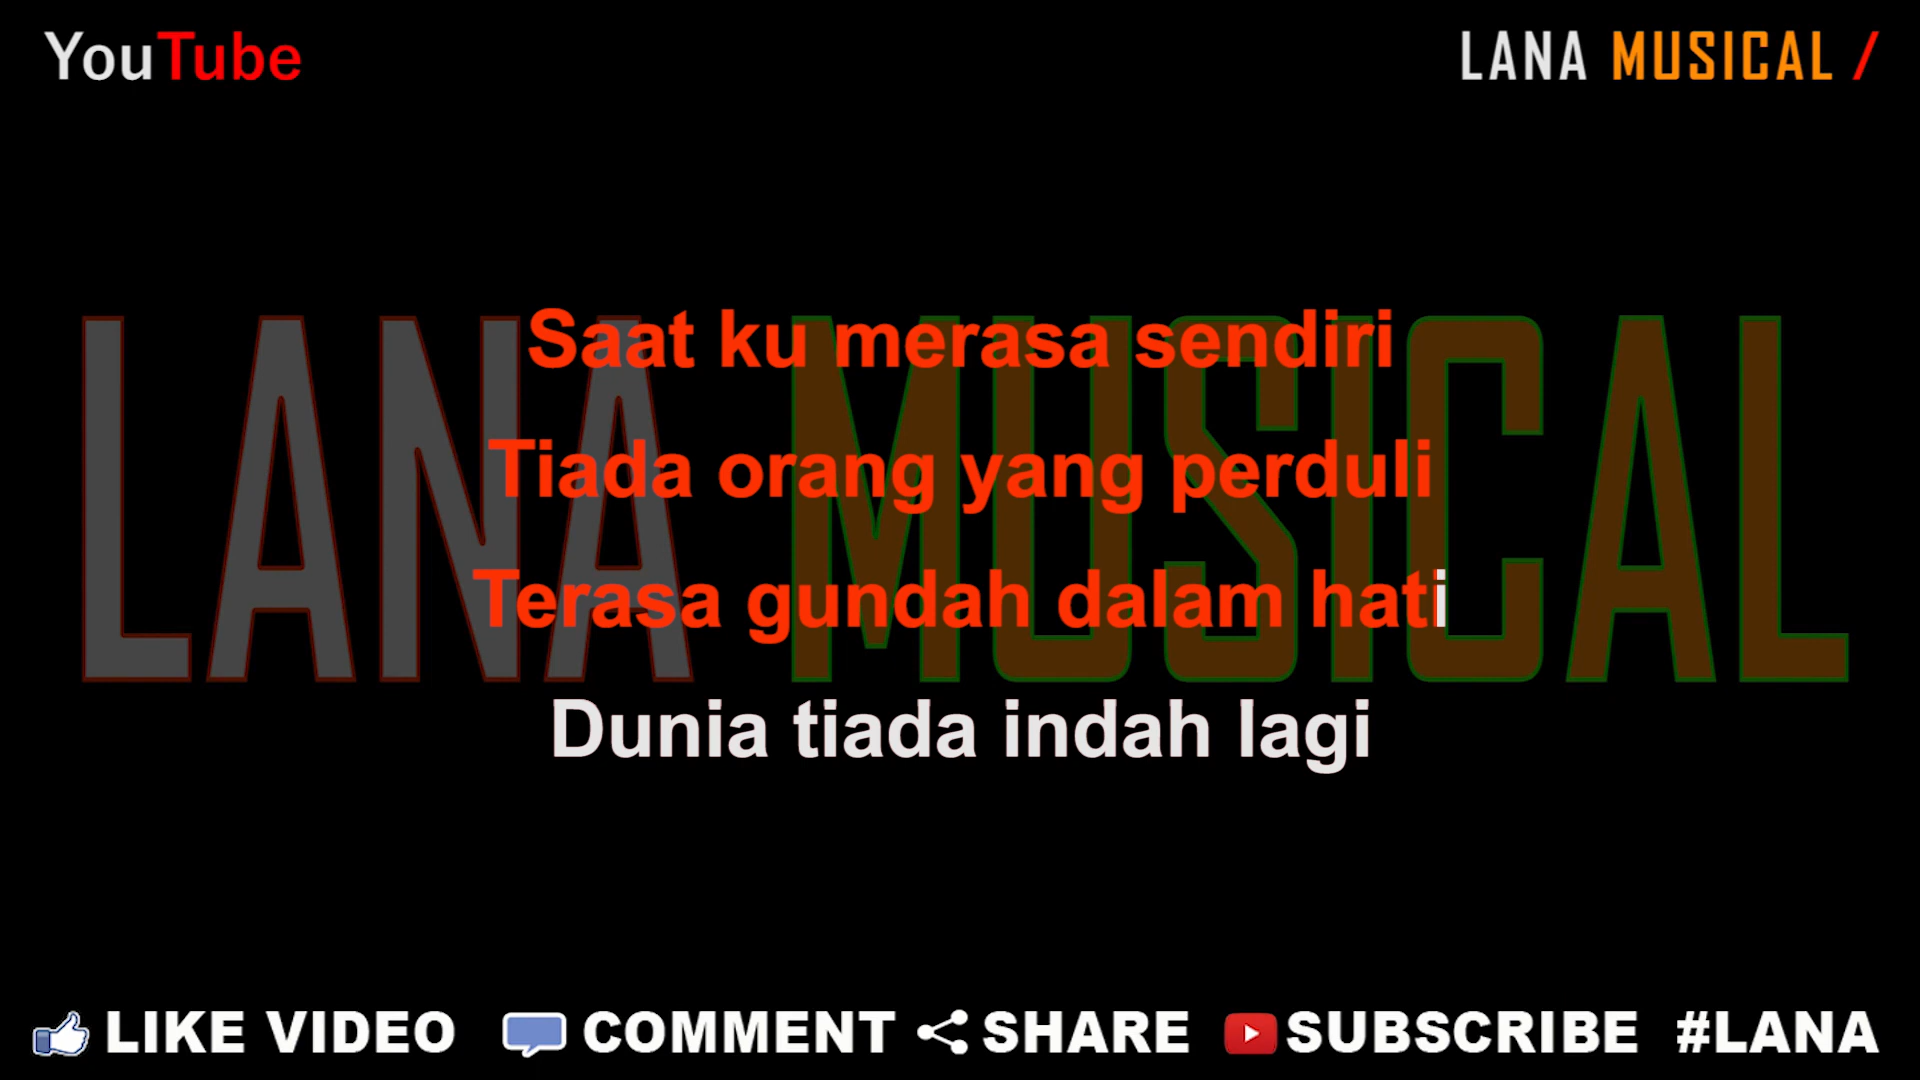 YouTube
LANA MUSICAL /
LANA MUSICAL
Saat ku merasa sendiri
Tiada orang yang perduli
Terasa gundah dalam hati
Dunia tiada indah lagi
LIKE VIDEO COMMENT SHARE SUBSCRIBE #LANA